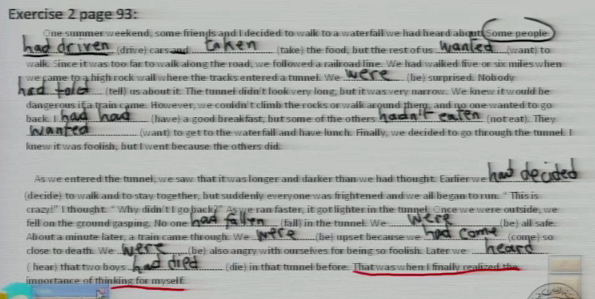 Exercise 2 page 93:
One summer weekend, some friends and I decided to walk to a waterfall we had heard about. Some people
had driven (drive) cars and taken (take) the food, but the rest of us wanted (want) to
walk. Since it was too far to walk along the road, we followed a railroad line. We had walked five or six miles when
we came to a high rock wall where the tracks entered a tunnel. We were (be) surprised. Nobody
had told (tell) us about it. The tunnel didn't look very long, but it was very narrow. We knew it would be
dangerous if a train came. However, we couldn't climb the rocks or walk around them, and no one wanted to go
back. I had had (have) a good breakfast, but some of the others hadn't eaten (not eat). They
wanted (want) to get to the waterfall and have lunch. Finally, we decided to go through the tunnel. I
knew it was foolish, but I went because the others did.
As we entered the tunnel, we saw that it was longer and darker than we had thought. Earlier we had decided
(decide) to walk and to stay together, but suddenly everyone was frightened and we all began to run. "This is
crazy!" I thought. "Why didn't I go back?" As we ran faster, it got lighter in the tunnel. Once we were outside, we
fell on the ground gasping. No one had fallen (fall) in the tunnel. We were (be) all safe.
About a minute later, a train came through. We were (be) upset because we had come (come) so
close to death. We were (be) also angry with ourselves for being so foolish. Later we heard
(hear) that two boys had died (die) in that tunnel before. That was when I finally realized the
importance of thinking for myself.